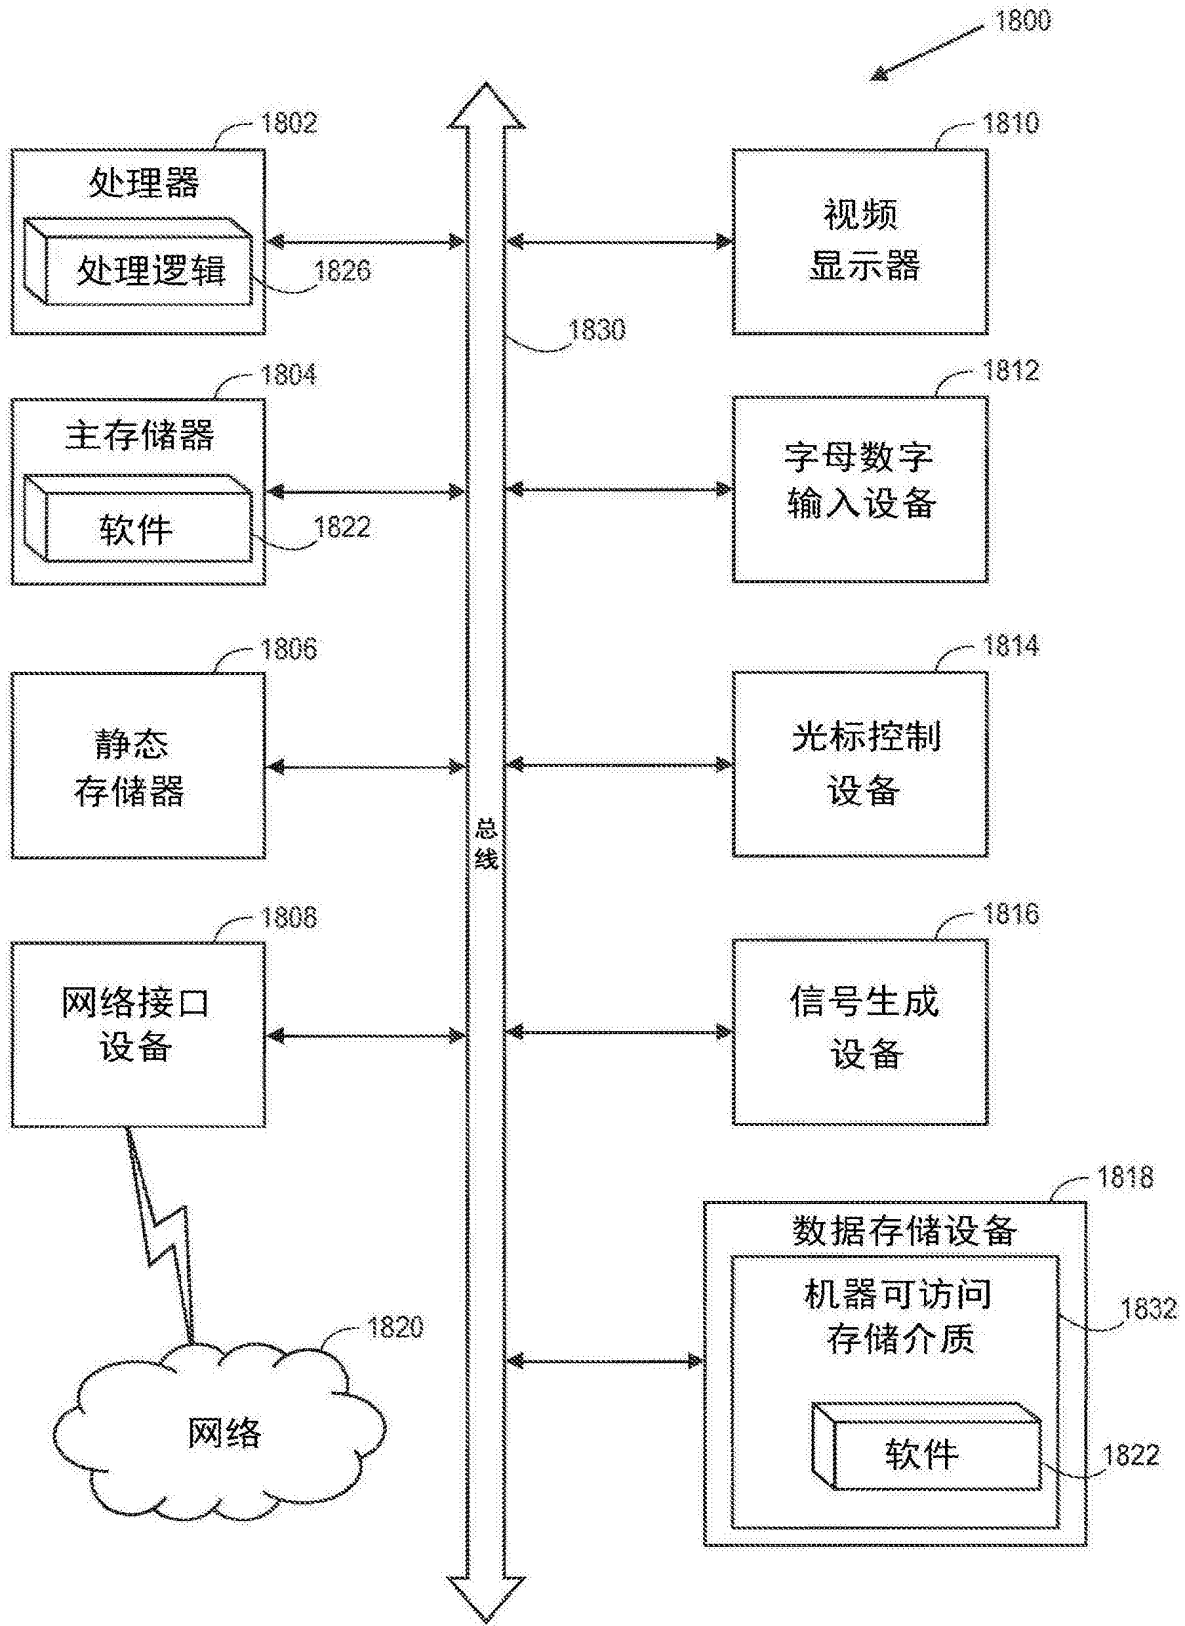 1800
1802
处理器
处理逻辑
1826
1810
视频
显示器
1830
1804
主存储器
软件
1822
1812
字母数字
输入设备
1806
静态
存储器
1814
光标控制
设备
总
线
1808
网络接口
设备
1816
信号生成
设备
1820
网络
1818
数据存储设备
机器可访问
存储介质
1832
软件
1822